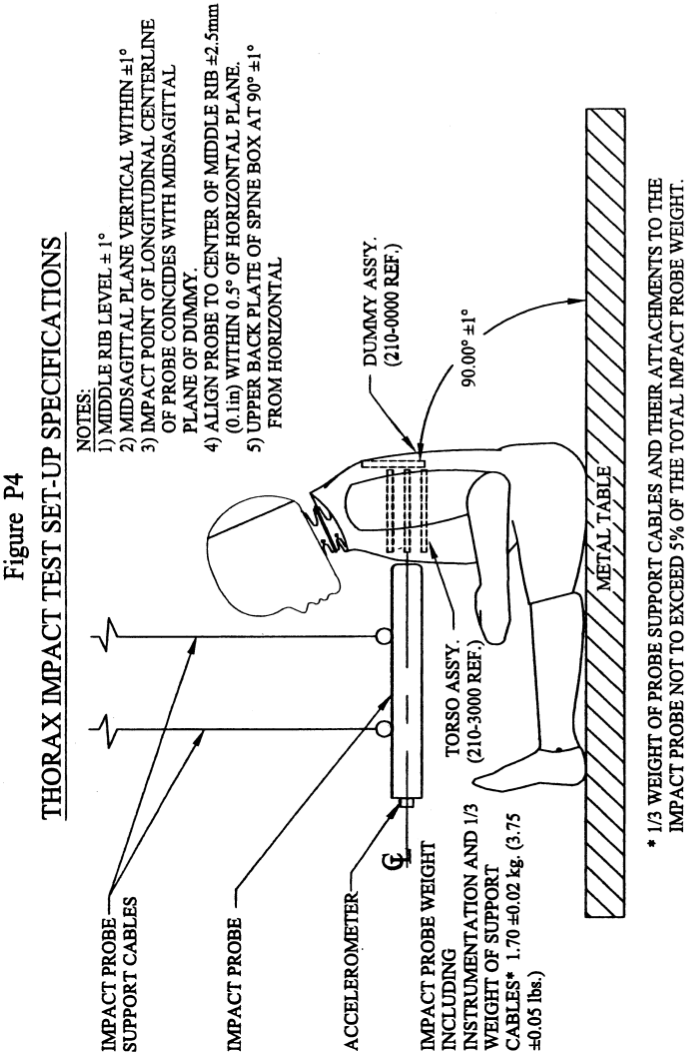 Figure P4
THORAX IMPACT TEST SET-UP SPECIFICATIONS
NOTES:
1) MIDDLE RIB LEVEL ± 1°
2) MIDSAGITTAL PLANE VERTICAL WITHIN ±1°
3) IMPACT POINT OF LONGITUDINAL CENTERLINE
OF PROBE COINCIDES WITH MIDSAGITTAL
PLANE OF DUMMY.
4) ALIGN PROBE TO CENTER OF MIDDLE RIB ±2.5mm
(0.1in) WITHIN 0.5° OF HORIZONTAL PLANE.
5) UPPER BACK PLATE OF SPINE BOX AT 90° ±1°
FROM HORIZONTAL
IMPACT PROBE
SUPPORT CABLES
IMPACT PROBE
ACCELEROMETER
CL
IMPACT PROBE WEIGHT
INCLUDING
INSTRUMENTATION AND 1/3
WEIGHT OF SUPPORT
CABLES* 1.70 ±0.02 kg. (3.75
±0.05 lbs.)
TORSO ASS'Y.
(210-3000 REF.)
DUMMY ASS'Y.
(210-0000 REF.)
90.00° ±1°
METAL TABLE
* 1/3 WEIGHT OF PROBE SUPPORT CABLES AND THEIR ATTACHMENTS TO THE
IMPACT PROBE NOT TO EXCEED 5% OF THE TOTAL IMPACT PROBE WEIGHT.